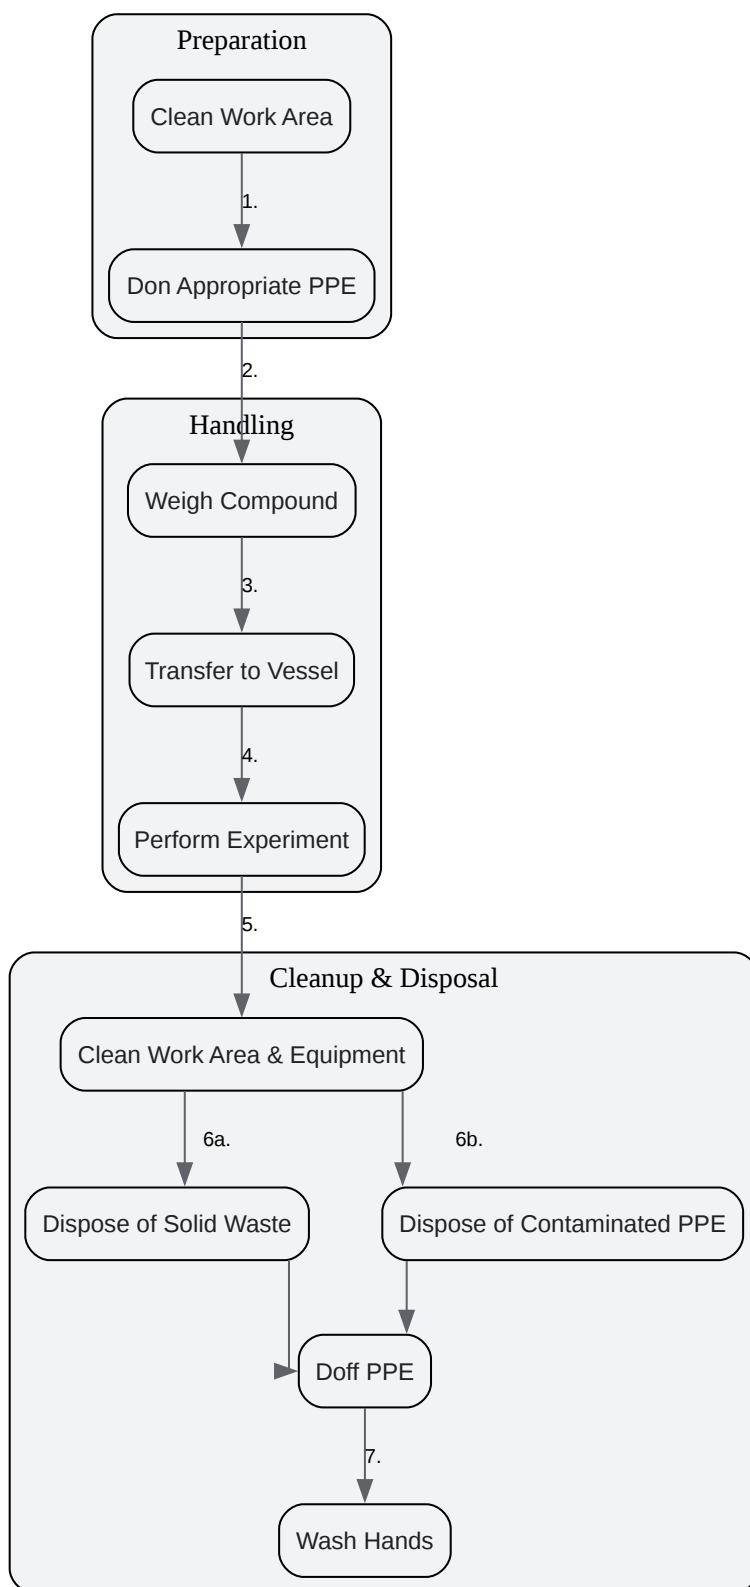 Preparation
Clean Work Area
1.
Don Appropriate PPE
2.
Handling
Weigh Compound
3.
Transfer to Vessel
4.
Perform Experiment
5.
Cleanup & Disposal
Clean Work Area & Equipment
6a.
6b.
Dispose of Solid Waste
Dispose of Contaminated PPE
Doff PPE
7.
Wash Hands